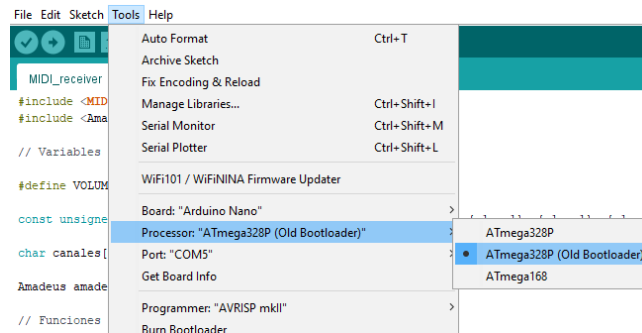 File Edit Sketch Tools Help
Auto Format Ctrl+T
Archive Sketch
MIDI_receiver
Fix Encoding & Reload
#include <MID
Manage Libraries... Ctrl+Shift+I
#include <Ama
Serial Monitor Ctrl+Shift+M
Serial Plotter Ctrl+Shift+L
// Variables
WiFi101 / WiFiNINA Firmware Updater
#define VOLUM
Board: "Arduino Nano"
const unsigne
Processor: "ATmega328P (Old Bootloader)"
ATmega328P
Port: "COM5"
char canales[
ATmega328P (Old Bootloader)
Get Board Info
ATmega168
Amadeus amade
Programmer: "AVRISP mkII"
// Funciones
Burn Bootloader